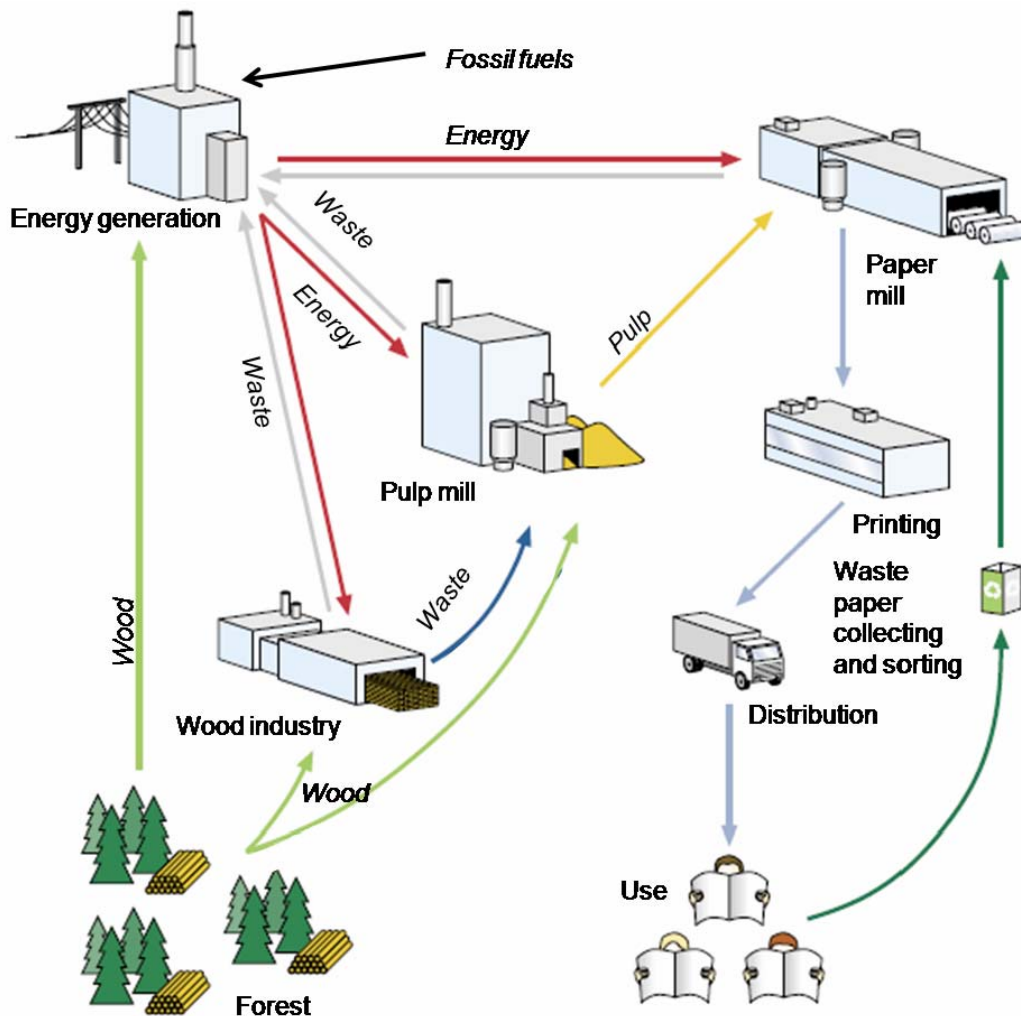 Fossil fuels
Energy
Energy generation
Waste
Energy
Waste
Pulp
Paper
mill
Pulp mill
Printing
Waste
paper
collecting
and sorting
Waste
Wood
Wood industry
Distribution
Wood
Use
Forest